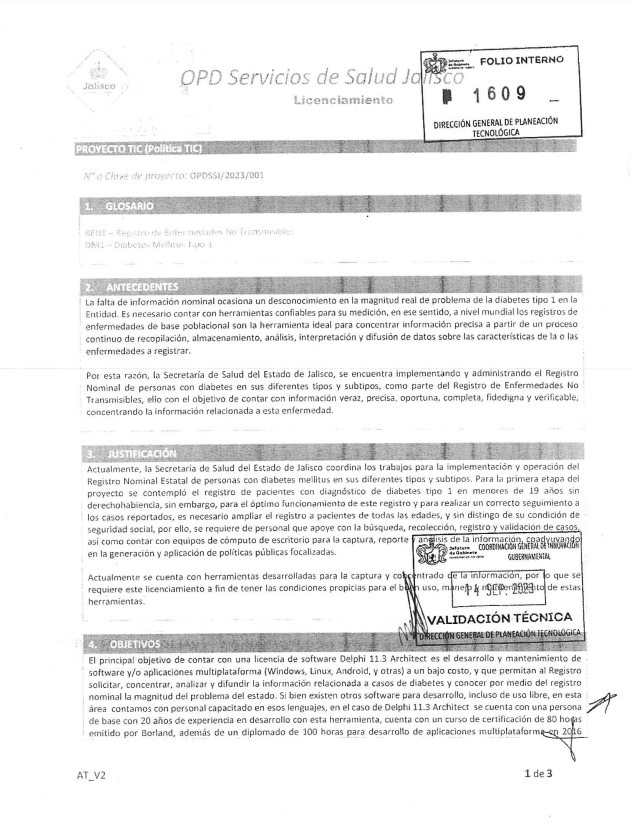 Jalisco
OPD Servicios de Salud Jalisco
Licenciamiento
Jefatura de Gabinete
FOLIO INTERNO
1609
DIRECCIÓN GENERAL DE PLANEACIÓN
TECNOLÓGICA
PROYECTO TIC (Política TIC)
N° o Clave de proyecto: OPDSSJ/2023/001
1. GLOSARIO
RENT – Registro de Enfermedades No Transmisibles
DM1 – Diabetes Mellitus Tipo 1
2. ANTECEDENTES
La falta de información nominal ocasiona un desconocimiento en la magnitud real de problema de la diabetes tipo 1 en la
Entidad. Es necesario contar con herramientas confiables para su medición, en ese sentido, a nivel mundial los registros de
enfermedades de base poblacional son la herramienta ideal para concentrar información precisa a partir de un proceso
continuo de recopilación, almacenamiento, análisis, interpretación y difusión de datos sobre las características de la o las
enfermedades a registrar.
Por esta razón, la Secretaría de Salud del Estado de Jalisco, se encuentra implementando y administrando el Registro
Nominal de personas con diabetes en sus diferentes tipos y subtipos, como parte del Registro de Enfermedades No
Transmisibles, ello con el objetivo de contar con información veraz, precisa, oportuna, completa, fidedigna y verificable,
concentrando la información relacionada a esta enfermedad.
3. JUSTIFICACIÓN
Actualmente, la Secretaría de Salud del Estado de Jalisco coordina los trabajos para la implementación y operación del
Registro Nominal Estatal de personas con diabetes mellitus en sus diferentes tipos y subtipos. Para la primera etapa del
proyecto se contempló el registro de pacientes con diagnóstico de diabetes tipo 1 en menores de 19 años sin
derechohabiencia, sin embargo, para el óptimo funcionamiento de este registro y para realizar un correcto seguimiento a
los casos reportados, es necesario ampliar el registro a pacientes de todas las edades, y sin distingo de su condición de
seguridad social, por ello, se requiere de personal que apoye con la búsqueda, recolección, registro y validación de casos,
así como contar con equipos de cómputo de escritorio para la captura, reporte y análisis de la información, coadyuvando
en la generación y aplicación de políticas públicas focalizadas.
Jefatura de Gabinete
COORDINACIÓN GENERAL DE INNOVACIÓN
GUBERNAMENTAL
Actualmente se cuenta con herramientas desarrolladas para la captura y concentrado de la información, por lo que se
requiere este licenciamiento a fin de tener las condiciones propicias para el buen uso, manejo y de estas
herramientas.
14 SEP. 2023
VALIDACIÓN TÉCNICA
DIRECCIÓN GENERAL DE PLANEACIÓN TECNOLÓGICA
4. OBJETIVOS
El principal objetivo de contar con una licencia de software Delphi 11.3 Architect es el desarrollo y mantenimiento de
software y/o aplicaciones multiplataforma (Windows, Linux, Android, y otras) a un bajo costo, y que permitan al Registro
solicitar, concentrar, analizar y difundir la información relacionada a casos de diabetes y conocer por medio del registro
nominal la magnitud del problema del estado. Si bien existen otros software para desarrollo, incluso de uso libre, en esta
área contamos con personal capacitado en esos lenguajes, en el caso de Delphi 11.3 Architect se cuenta con una persona
de base con 20 años de experiencia en desarrollo con esta herramienta, cuenta con un curso de certificación de 80 horas
emitido por Borland, además de un diplomado de 100 horas para desarrollo de aplicaciones multiplataforma en 2016
AT_V2
1 de 3